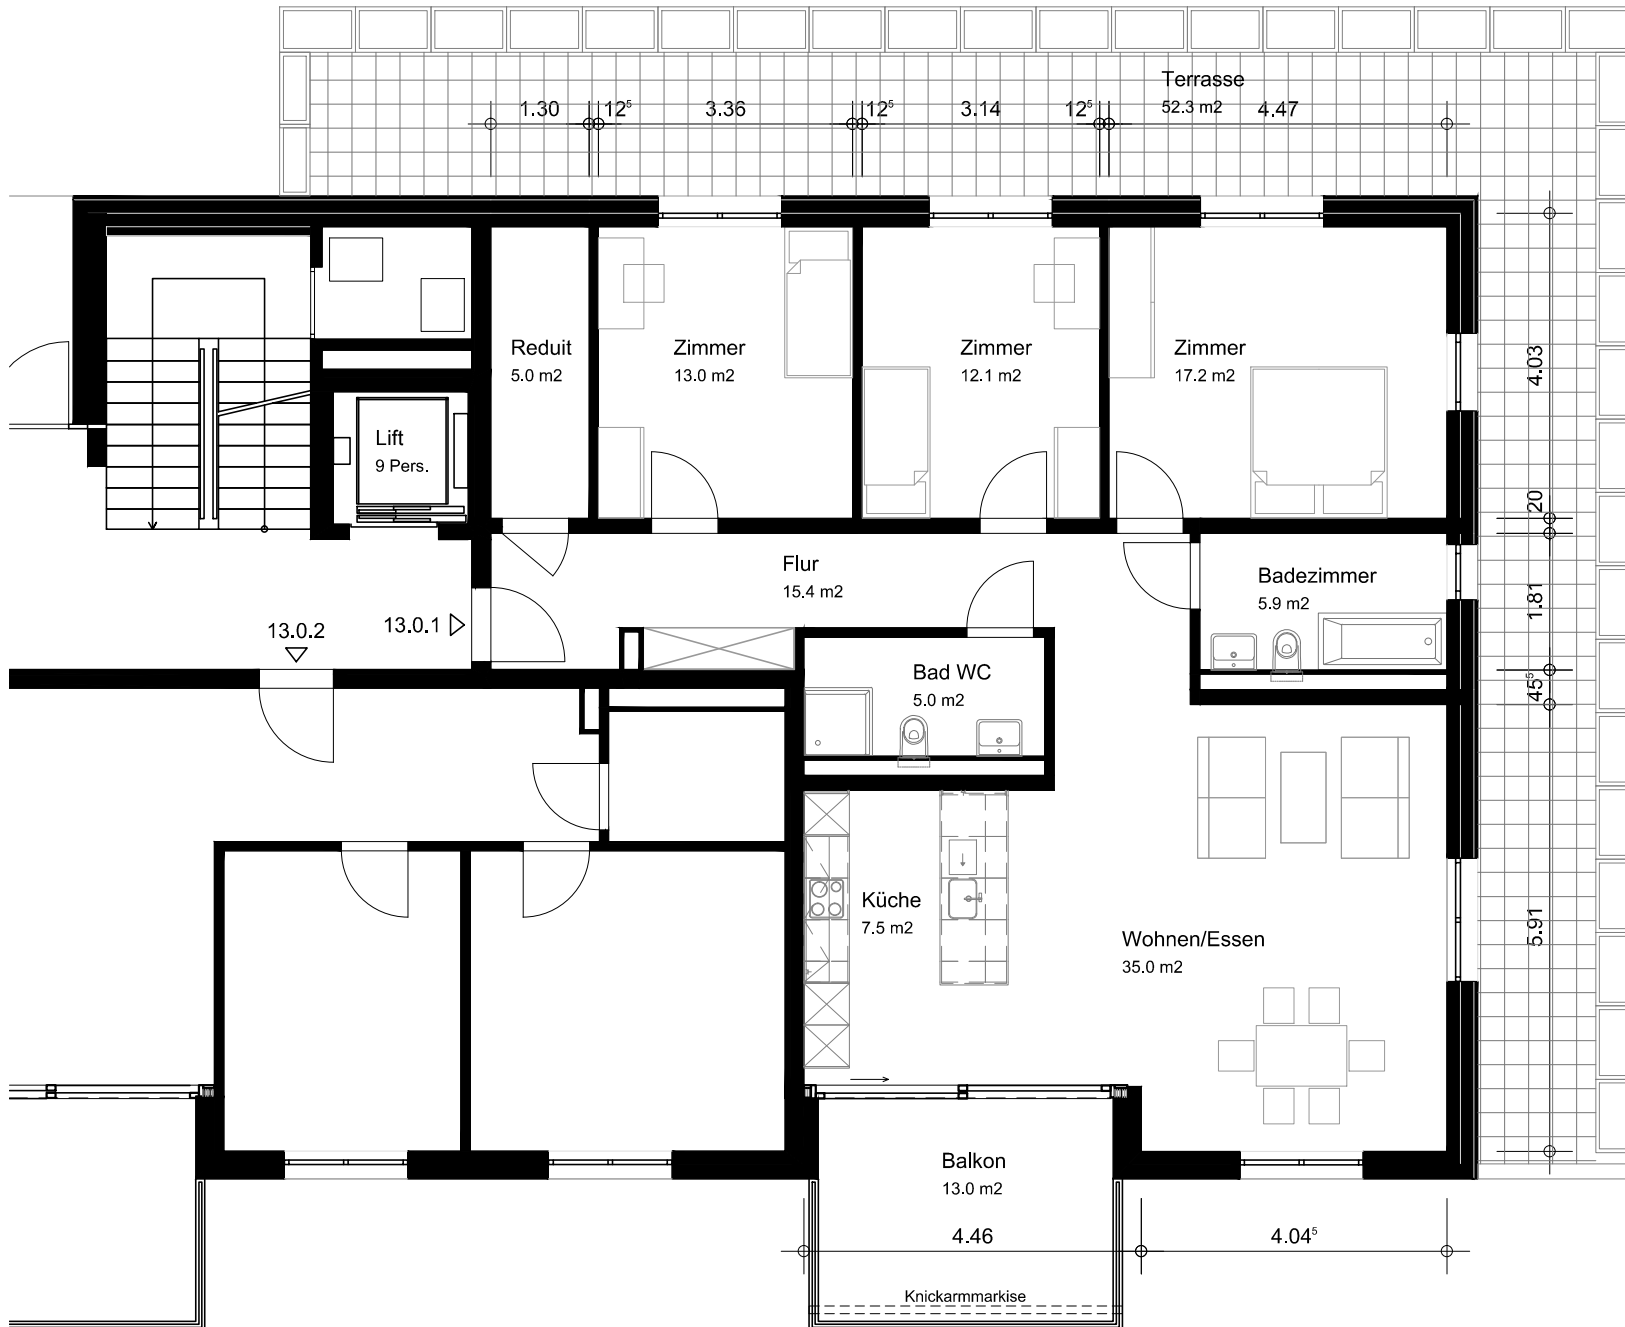 Terrasse
52.3 m2
1.30
12⁵
3.36
12⁵
3.14
12⁵
4.47
Reduit
5.0 m2
Zimmer
13.0 m2
Zimmer
12.1 m2
Zimmer
17.2 m2
4.03
Lift
9 Pers.
20
Flur
15.4 m2
Badezimmer
5.9 m2
1.81
13.0.2
13.0.1
Bad WC
5.0 m2
45⁵
Küche
7.5 m2
Wohnen/Essen
35.0 m2
5.91
Balkon
13.0 m2
4.46
4.04⁵
Knickarmmarkise